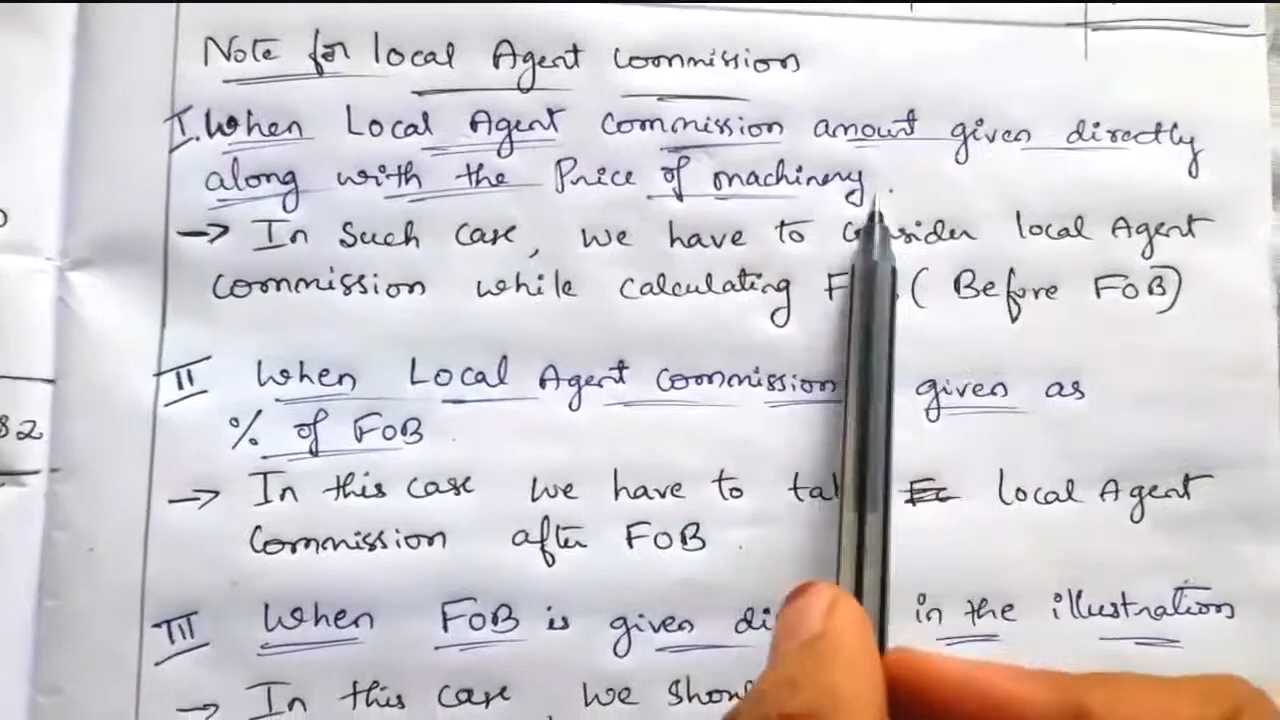 Note for local Agent commission
I. When Local Agent commission amount given directly
along with the Price of machinery.
→ In such case, we have to consider local Agent
commission while calculating (Before FOB)
II When Local Agent commission given as
% of FOB
→ In this case we have to local Agent
commission after FOB.
III When FOB is given in the illustration
→ In this case, we
82